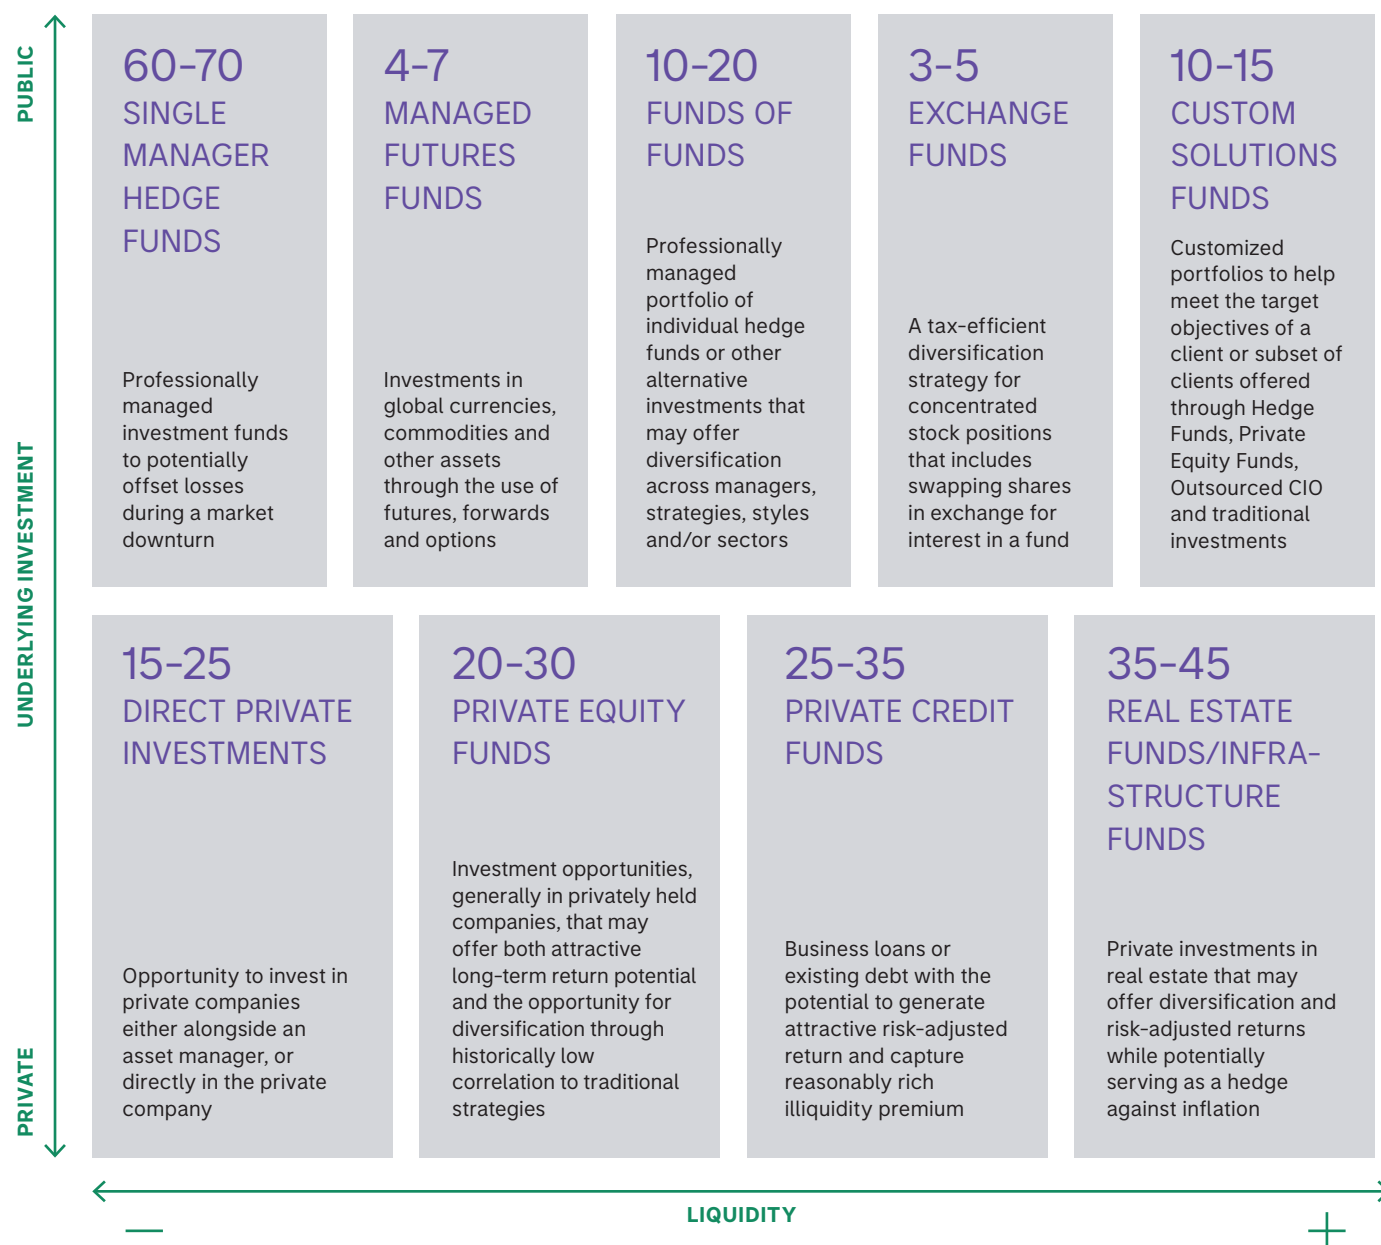 PUBLIC
UNDERLYING INVESTMENT
PRIVATE
60–70
SINGLE
MANAGER
HEDGE
FUNDS
Professionally
managed
investment funds
to potentially
offset losses
during a market
downturn
4–7
MANAGED
FUTURES
FUNDS
Investments in
global currencies,
commodities and
other assets
through the use of
futures, forwards
and options
10–20
FUNDS OF
FUNDS
Professionally
managed
portfolio of
individual hedge
funds or other
alternative
investments that
may offer
diversification
across managers,
strategies, styles
and/or sectors
3–5
EXCHANGE
FUNDS
A tax-efficient
diversification
strategy for
concentrated
stock positions
that includes
swapping shares
in exchange for
interest in a fund
10–15
CUSTOM
SOLUTIONS
FUNDS
Customized
portfolios to help
meet the target
objectives of a
client or subset of
clients offered
through Hedge
Funds, Private
Equity Funds,
Outsourced CIO
and traditional
investments
15–25
DIRECT PRIVATE
INVESTMENTS
Opportunity to invest in
private companies
either alongside an
asset manager, or
directly in the private
company
20–30
PRIVATE EQUITY
FUNDS
Investment opportunities,
generally in privately held
companies, that may
offer both attractive
long-term return potential
and the opportunity for
diversification through
historically low
correlation to traditional
strategies
25–35
PRIVATE CREDIT
FUNDS
Business loans or
existing debt with the
potential to generate
attractive risk-adjusted
return and capture
reasonably rich
illiquidity premium
35–45
REAL ESTATE
FUNDS/INFRA-
STRUCTURE
FUNDS
Private investments in
real estate that may
offer diversification and
risk-adjusted returns
while potentially
serving as a hedge
against inflation
LIQUIDITY
— +